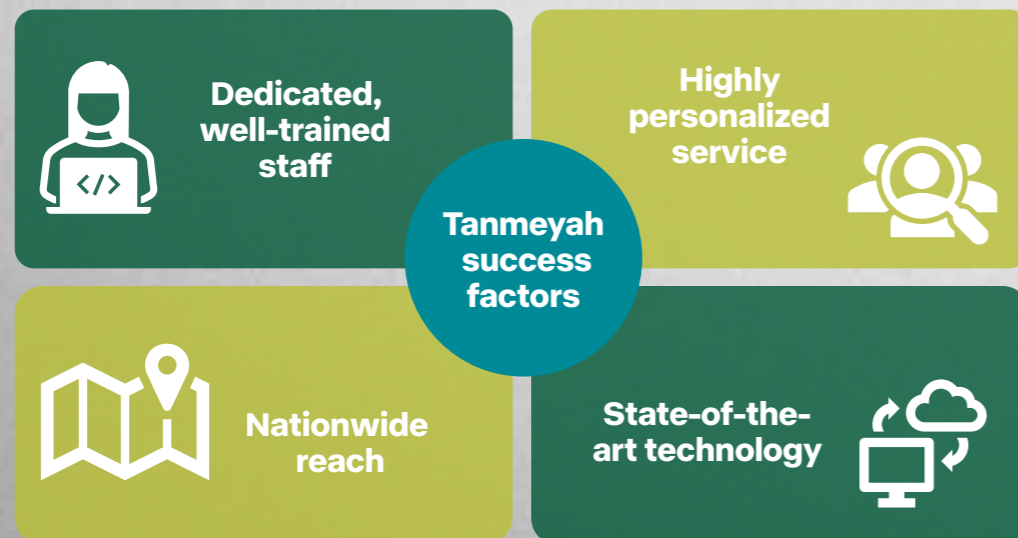 Dedicated,
well-trained
staff
Highly
personalized
service
</>
Tanmeyah
success
factors
Nationwide
reach
State-of-the-
art technology